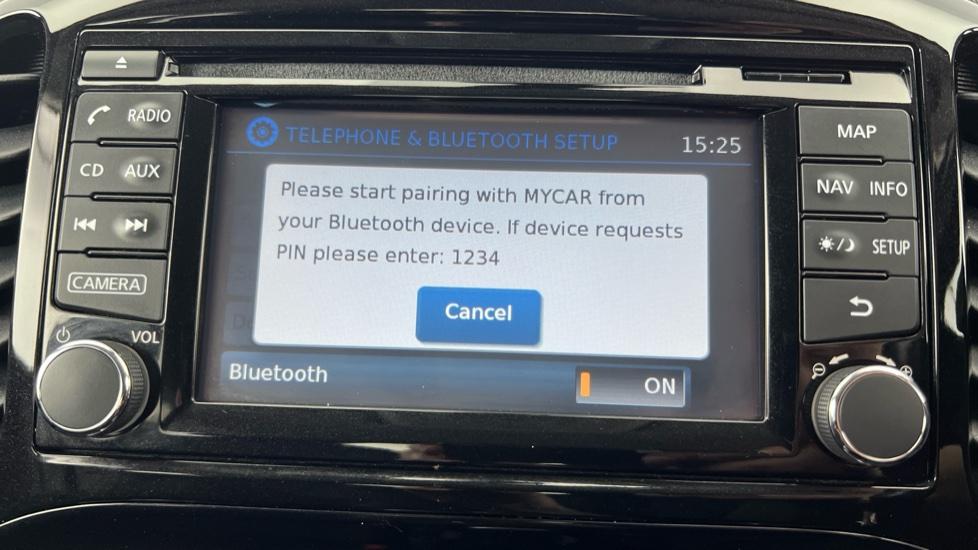 RADIO
CD AUX
CAMERA
VOL
TELEPHONE & BLUETOOTH SETUP 15:25
Please start pairing with MYCAR from
your Bluetooth device. If device requests
PIN please enter: 1234
Cancel
Bluetooth ON
MAP
NAV INFO
SETUP